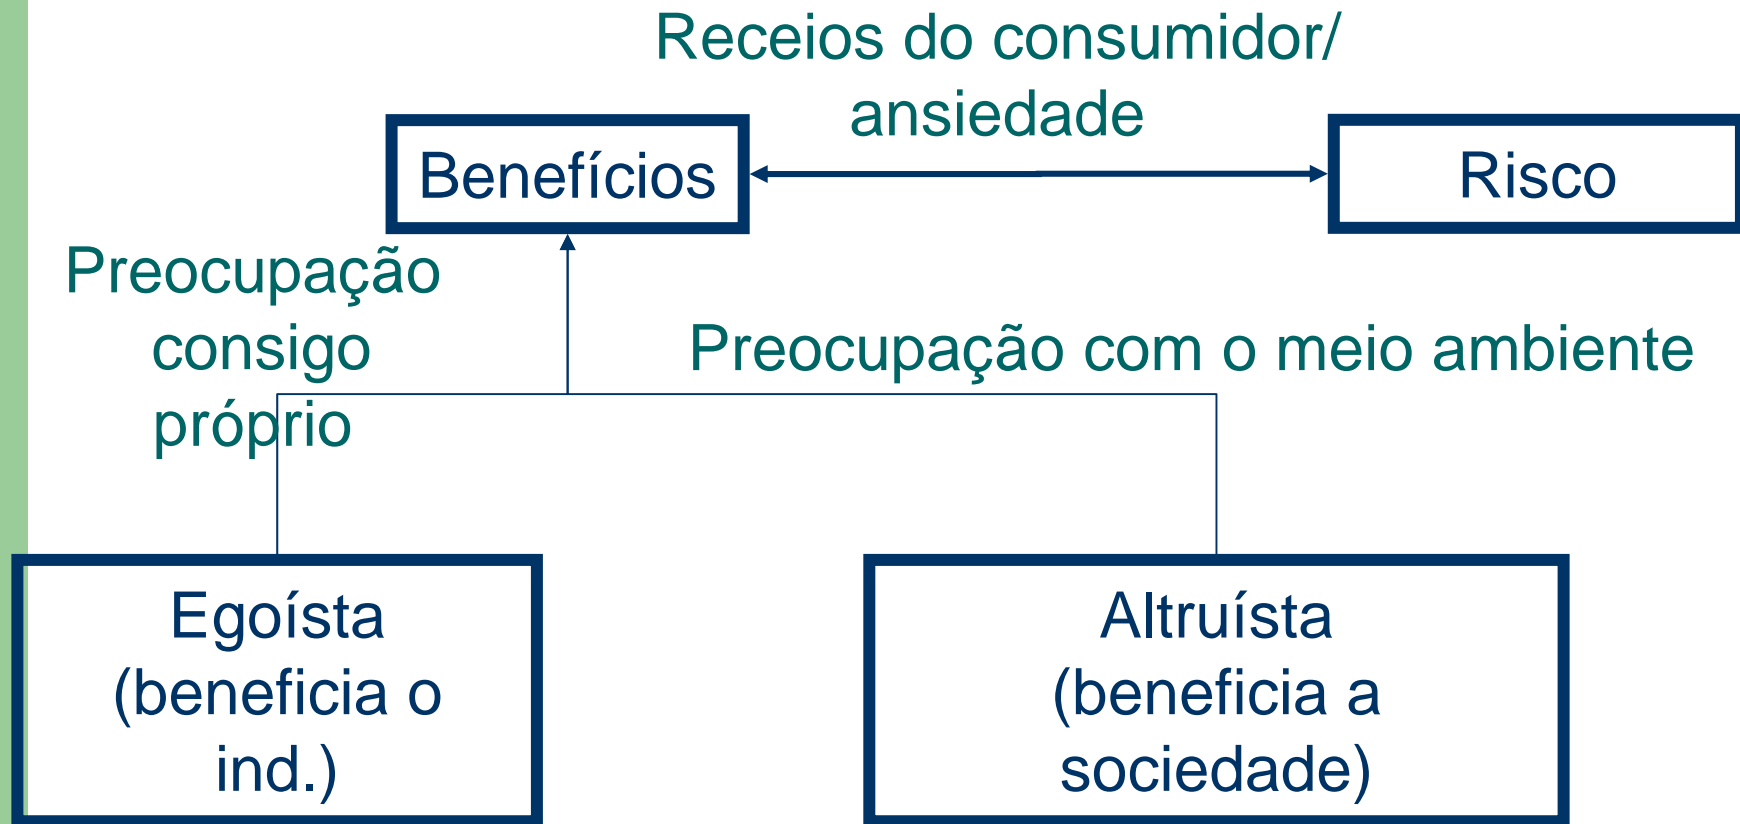 Receios do consumidor/
ansiedade
Benefícios
Risco
Preocupação
consigo
próprio
Preocupação com o meio ambiente
Egoísta
(beneficia o
ind.)
Altruísta
(beneficia a
sociedade)